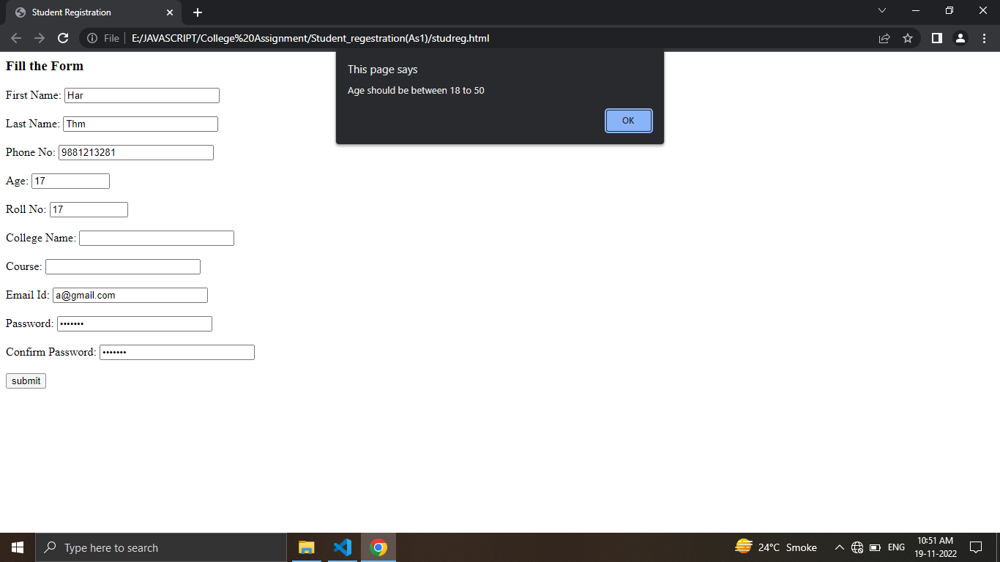 Student Registration
File
E:/JAVASCRIPT/College%20Assignment/Student_regestration(As1)/studreg.html
This page says
Age should be between 18 to 50
OK
Fill the Form
First Name: Har
Last Name: Thm
Phone No: 9881213281
Age: 17
Roll No: 17
College Name:
Course:
Email Id: a@gmail.com
Password: •••••••
Confirm Password: •••••••
submit
Type here to search
24°C Smoke
ENG
10:51 AM
19-11-2022